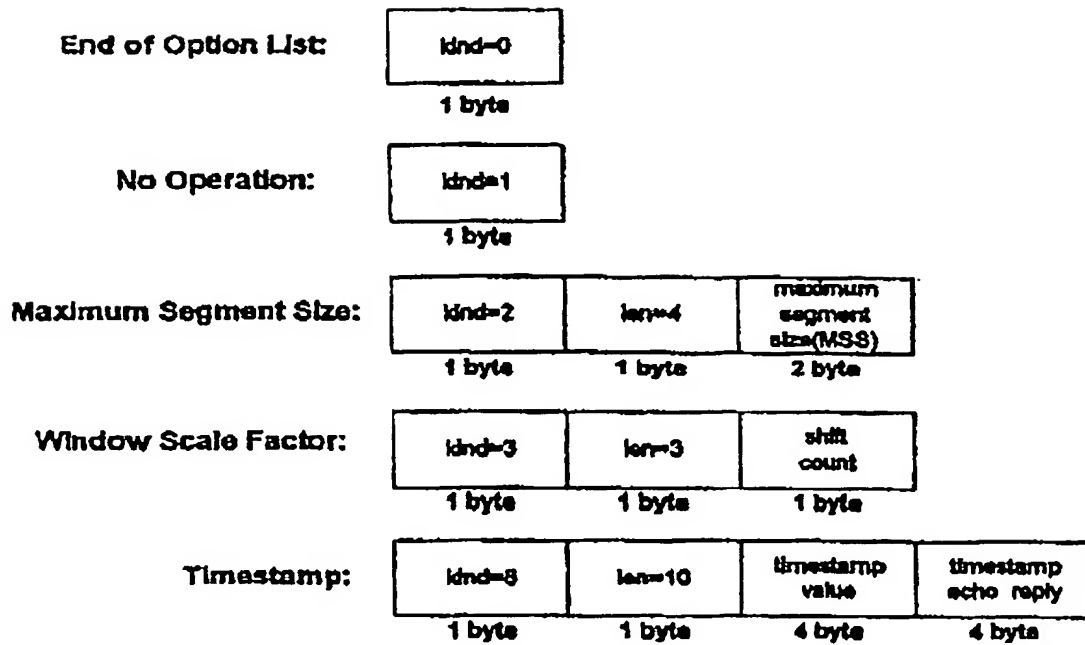 End of Option List:
kind=0
1 byte
No Operation:
kind=1
1 byte
Maximum Segment Size:
kind=2
len=4
maximum
segment
size(MSS)
1 byte
1 byte
2 byte
Window Scale Factor:
kind=3
len=3
shift
count
1 byte
1 byte
1 byte
Timestamp:
kind=8
len=10
timestamp
value
timestamp
echo reply
1 byte
1 byte
4 byte
4 byte